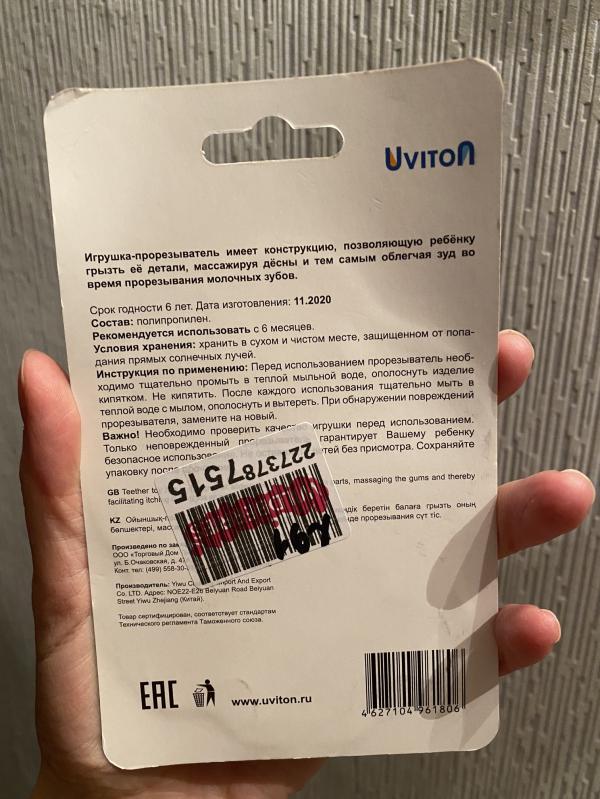 UVITON
Игрушка-прорезыватель имеет конструкцию, позволяющую ребёнку
грызть её детали, массажируя дёсны и тем самым облегчая зуд во
время прорезывания молочных зубов.
Срок годности 6 лет. Дата изготовления: 11.2020
Состав: полипропилен.
Рекомендуется использовать с 6 месяцев.
Условия хранения: хранить в сухом и чистом месте, защищенном от попа-
дания прямых солнечных лучей.
Инструкция по применению: Перед использованием прорезыватель необ-
ходимо тщательно промыть в теплой мыльной воде, ополоснуть изделие
кипятком. Не кипятить. После каждого использования тщательно мыть в
теплой воде с мылом, ополоснуть и вытереть. При обнаружении повреждений
прорезывателя, замените на новый.
Важно! Необходимо проверить игрушки перед использованием.
Только неповрежденный гарантирует Вашему ребенку
безопасное без присмотра. Сохраняйте
упаковку после
2273787515
GB Teether massaging the gums and thereby
facilitating
KZ беретін балаға грызть оның
бөлшектері, прорезывания сүт тіс.
Произведено по
ООО «Торговый Дом
ул. Б.Очаковская, д.
Конт. тел: (499) 558-30-
Производитель: Yiwu Import And Export
Co. LTD. Адрес: NOE22-E26 Beiyuan Road Beiyuan
Street Yiwu Zhejiang (Китай).
Товар сертифицирован, соответствует стандартам
Технического регламента Таможенного союза.
EAC
www.uviton.ru
4627104 961806